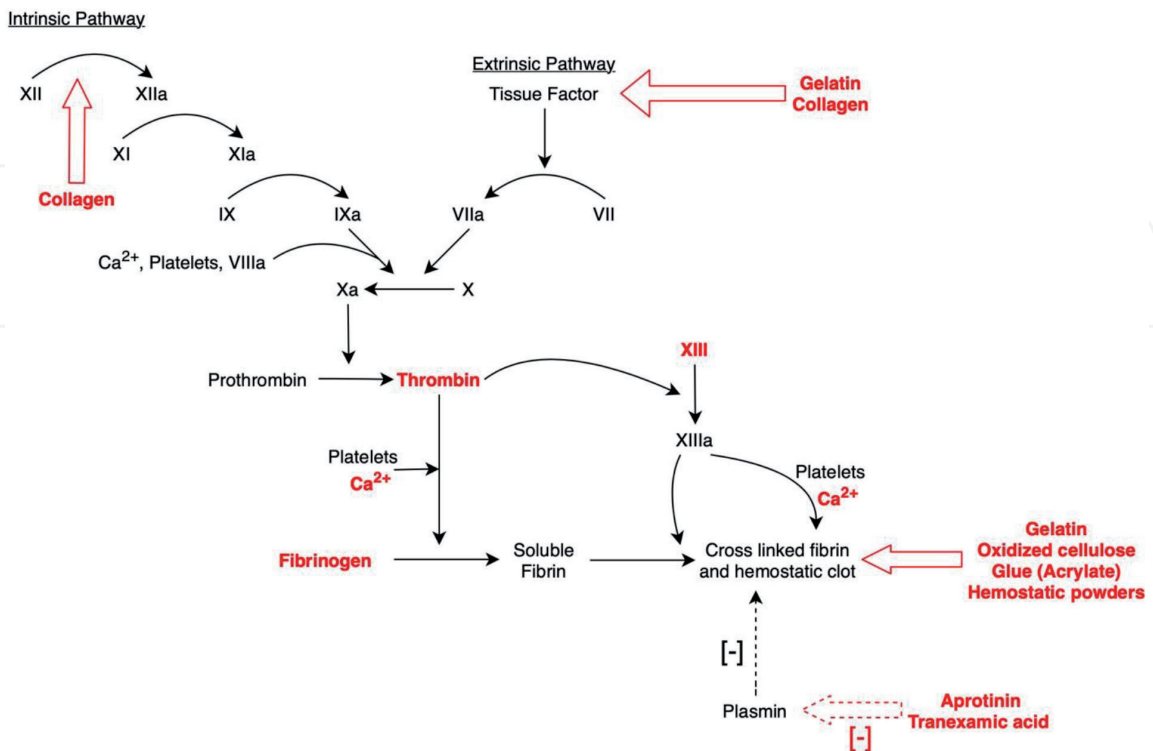 Intrinsic Pathway
XII
XIIa
Collagen
XI
XIa
IX
IXa
Ca²⁺, Platelets, VIIIa
Extrinsic Pathway
Tissue Factor
Gelatin
Collagen
VIIa
VII
Xa
X
Prothrombin
Thrombin
XIII
XIIIa
Platelets
Ca²⁺
Platelets
Ca²⁺
Fibrinogen
Soluble
Fibrin
Cross linked fibrin
and hemostatic clot
Gelatin
Oxidized cellulose
Glue (Acrylate)
Hemostatic powders
[-]
Plasmin
Aprotinin
Tranexamic acid
[-]